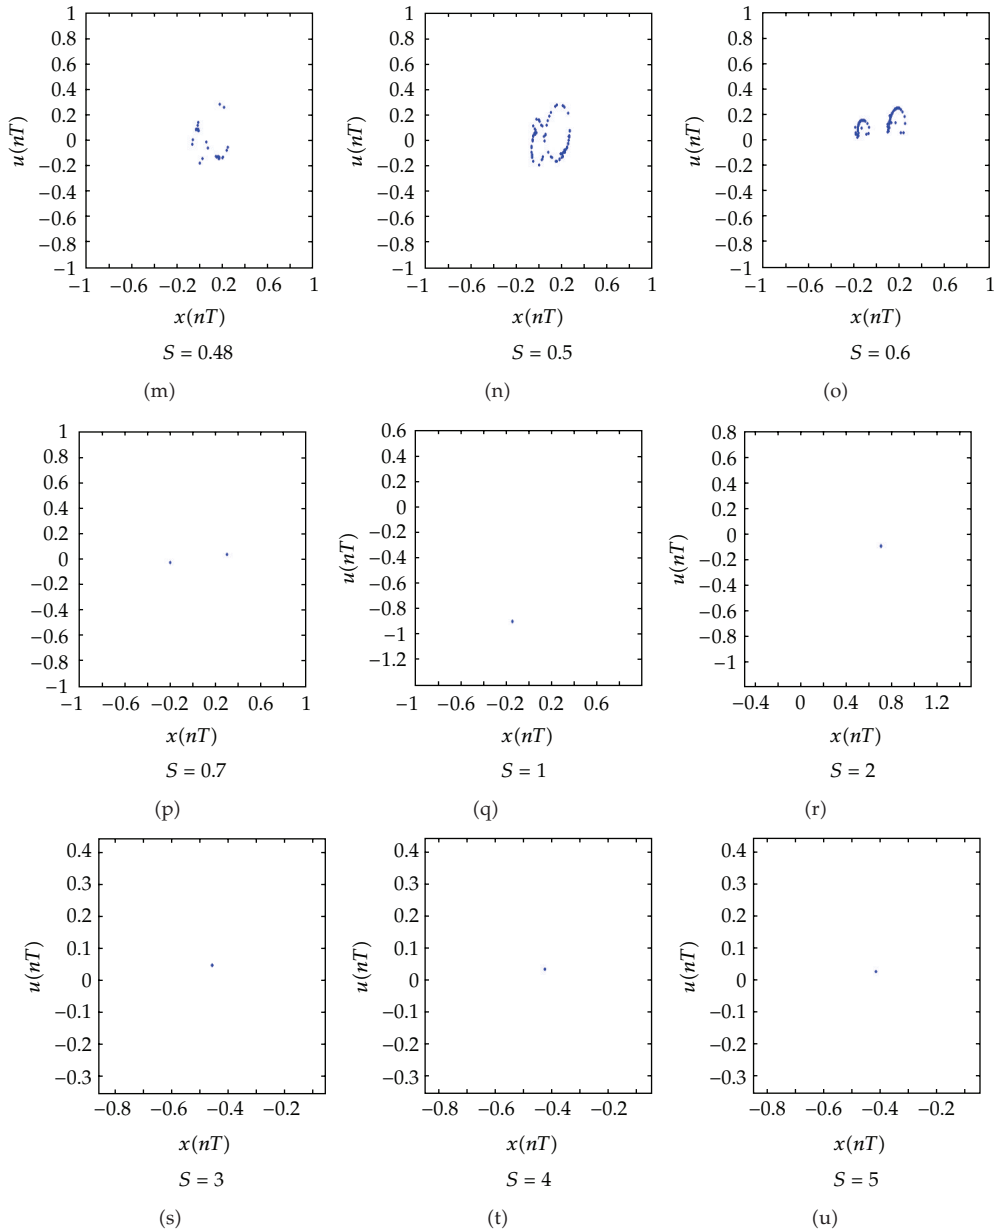 1
0.8
0.6
0.4
0.2
0
−0.2
−0.4
−0.6
−0.8
−1
u(nT)
−1 −0.6 −0.2 0.2 0.6 1
x(nT)
S = 0.48
(m)
1
0.8
0.6
0.4
0.2
0
−0.2
−0.4
−0.6
−0.8
−1
u(nT)
−1 −0.6 −0.2 0.2 0.6 1
x(nT)
S = 0.5
(n)
1
0.8
0.6
0.4
0.2
0
−0.2
−0.4
−0.6
−0.8
−1
u(nT)
−1 −0.6 −0.2 0.2 0.6 1
x(nT)
S = 0.6
(o)
1
0.8
0.6
0.4
0.2
0
−0.2
−0.4
−0.6
−0.8
−1
u(nT)
−1 −0.6 −0.2 0.2 0.6 1
x(nT)
S = 0.7
(p)
0.6
0.4
0.2
0
−0.2
−0.4
−0.6
−0.8
−1
−1.2
u(nT)
−1 −0.6 −0.2 0.2 0.6
x(nT)
S = 1
(q)
0.8
0.6
0.4
0.2
0
−0.2
−0.4
−0.6
−0.8
−1
u(nT)
−0.4 0 0.4 0.8 1.2
x(nT)
S = 2
(r)
0.4
0.3
0.2
0.1
0
−0.1
−0.2
−0.3
u(nT)
−0.8 −0.6 −0.4 −0.2
x(nT)
S = 3
(s)
0.4
0.3
0.2
0.1
0
−0.1
−0.2
−0.3
u(nT)
−0.8 −0.6 −0.4 −0.2
x(nT)
S = 4
(t)
0.4
0.3
0.2
0.1
0
−0.1
−0.2
−0.3
u(nT)
−0.8 −0.6 −0.4 −0.2
x(nT)
S = 5
(u)